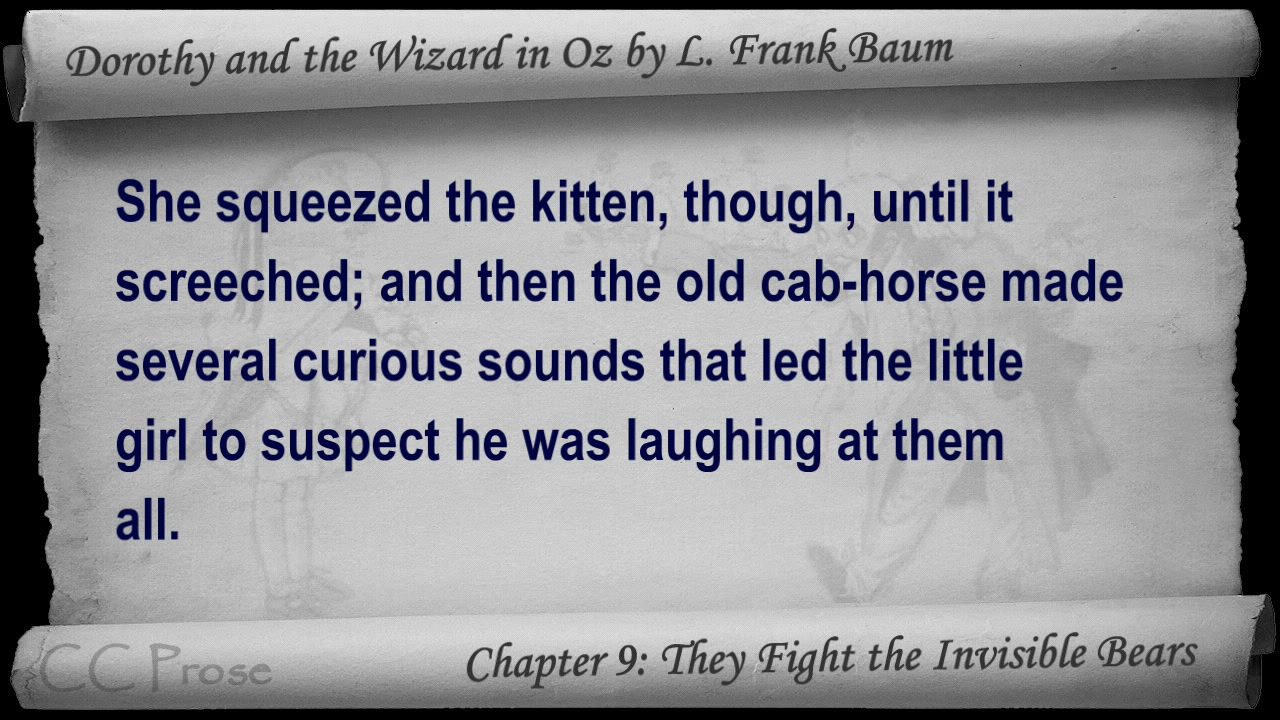 Dorothy and the Wizard in Oz by L. Frank Baum
She squeezed the kitten, though, until it
screeched; and then the old cab-horse made
several curious sounds that led the little
girl to suspect he was laughing at them
all.
CC Prose
Chapter 9: They Fight the Invisible Bears